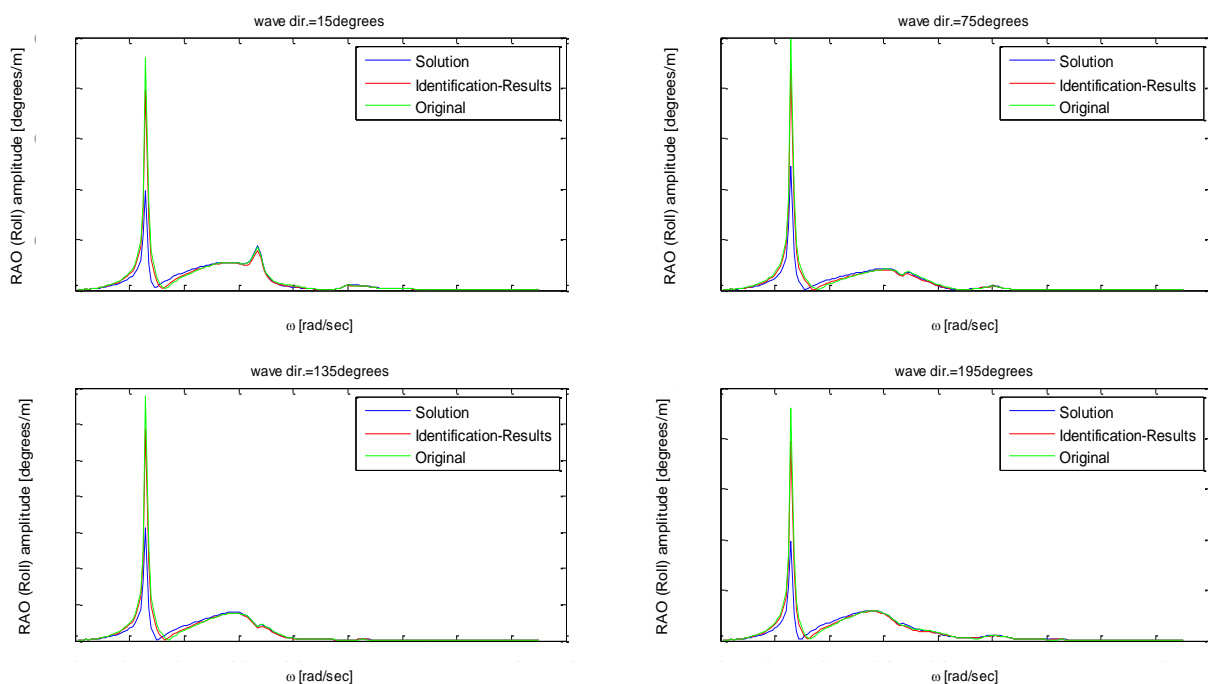 wave dir.=15degrees
RAO (Roll) amplitude [degrees/m]
Solution
Identification-Results
Original
ω [rad/sec]
wave dir.=75degrees
RAO (Roll) amplitude [degrees/m]
Solution
Identification-Results
Original
ω [rad/sec]
wave dir.=135degrees
RAO (Roll) amplitude [degrees/m]
Solution
Identification-Results
Original
ω [rad/sec]
wave dir.=195degrees
RAO (Roll) amplitude [degrees/m]
Solution
Identification-Results
Original
ω [rad/sec]